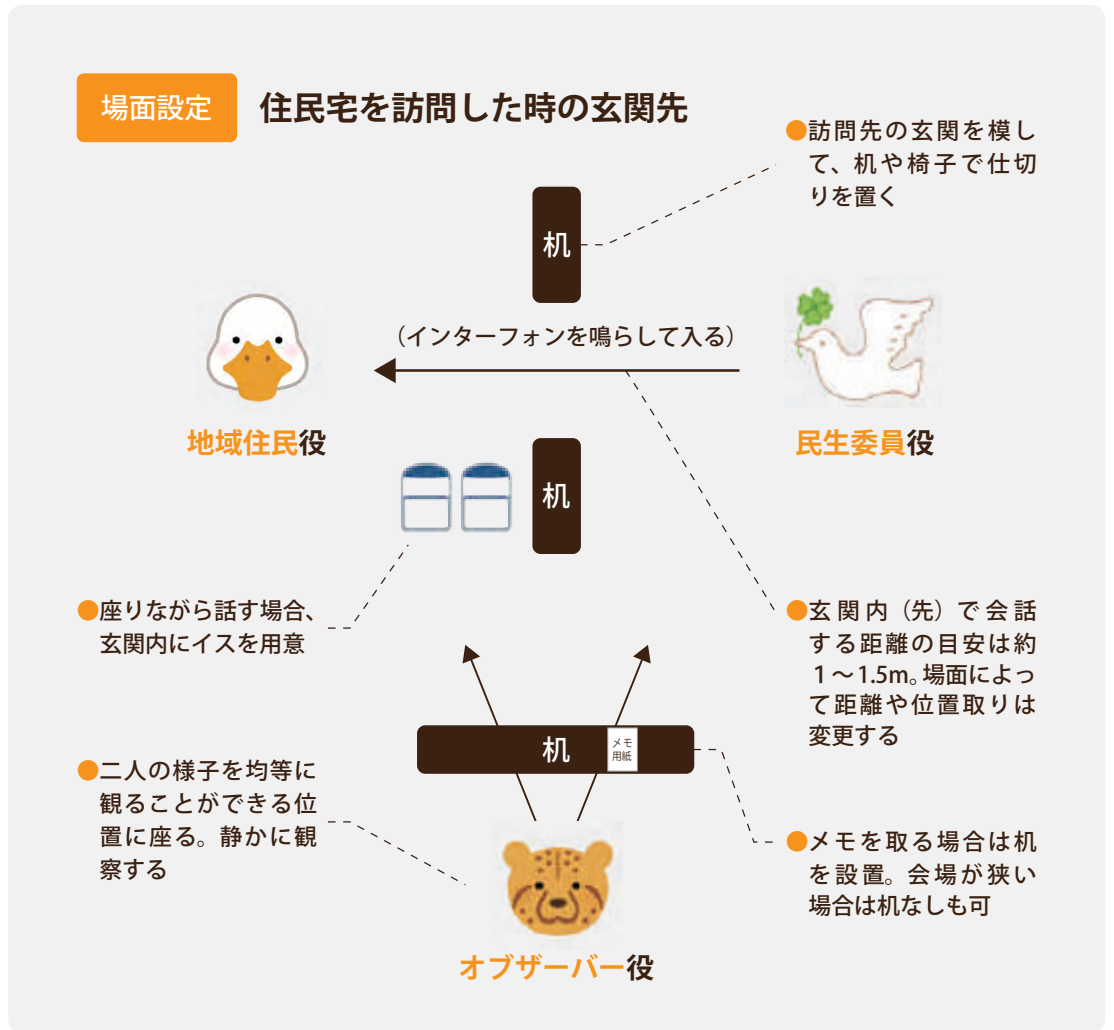 場面設定
住民宅を訪問した時の玄関先
●訪問先の玄関を模し
て、机や椅子で仕切
りを置く
机
（インターフォンを鳴らして入る）
地域住民役
民生委員役
机
●座りながら話す場合、
玄関内にイスを用意
●玄関内（先）で会話
する距離の目安は約
1～1.5m。場面によっ
て距離や位置取りは
変更する
机
メモ
用紙
●二人の様子を均等に
観ることができる位
置に座る。静かに観
察する
●メモを取る場合は机
を設置。会場が狭い
場合は机なしも可
オブザーバー役